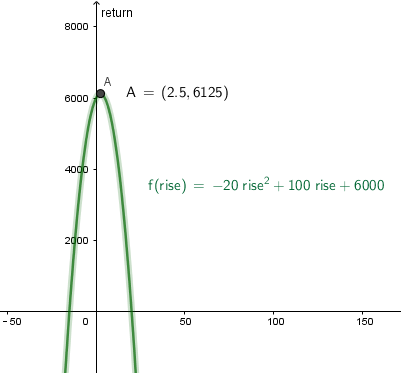 return
8000
A
A = (2.5, 6125)
6000
4000
f(rise) = −20 rise² + 100 rise + 6000
2000
−50 0 50 100 150